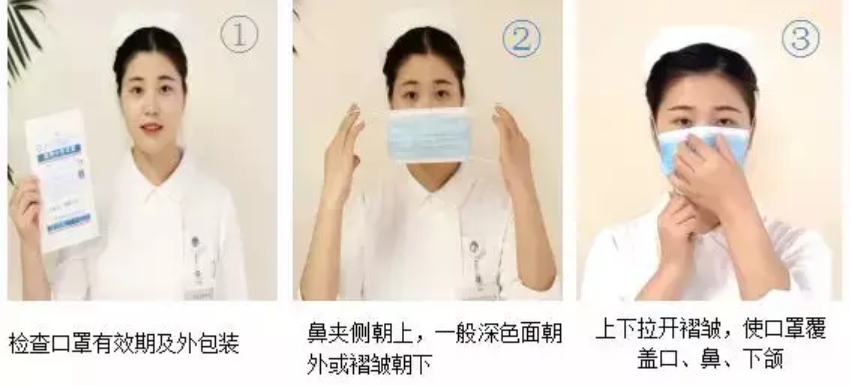 ①
②
③
检查口罩有效期及外包装
鼻夹侧朝上，一般深色面朝
外或褶皱朝下
上下拉开褶皱，使口罩覆
盖口、鼻、下颌